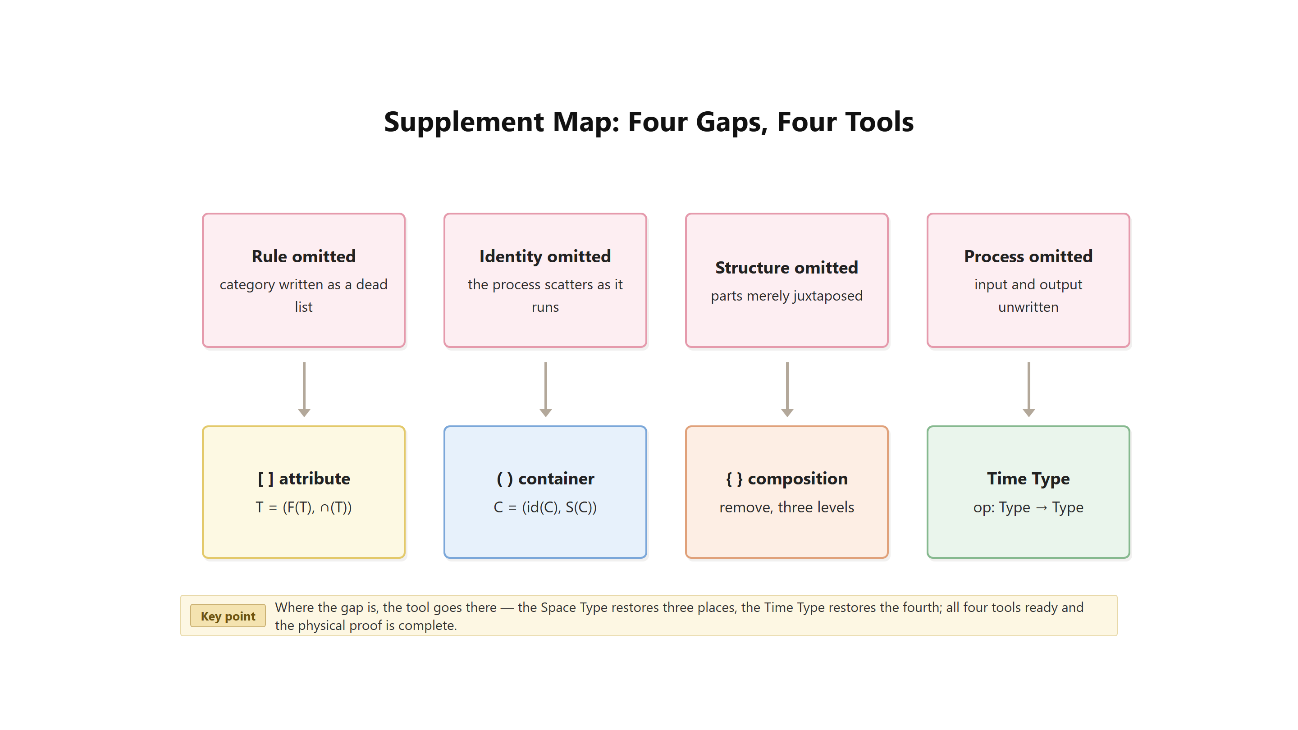 Supplement Map: Four Gaps, Four Tools
Rule omitted
category written as a dead
list
Identity omitted
the process scatters as it
runs
Structure omitted
parts merely juxtaposed
Process omitted
input and output
unwritten
[ ] attribute
T = (F(T), ∩(T))
( ) container
C = (id(C), S(C))
{ } composition
remove, three levels
Time Type
op: Type → Type
Key point
Where the gap is, the tool goes there — the Space Type restores three places, the Time Type restores the fourth; all four tools ready and
the physical proof is complete.